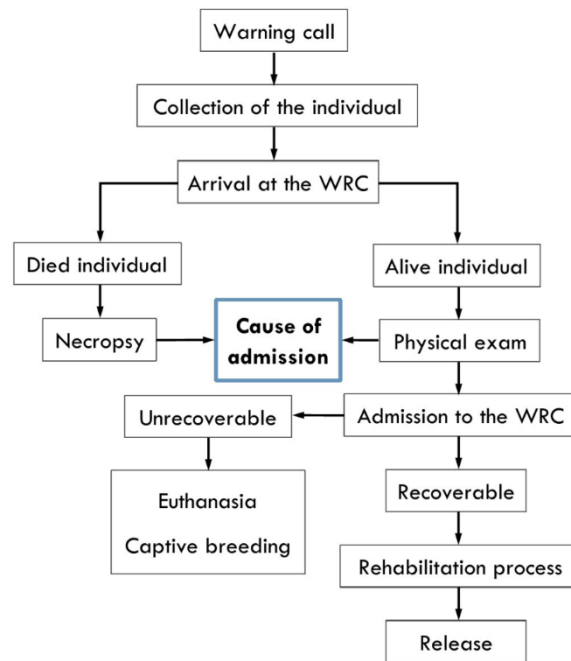 Warning call
Collection of the individual
Arrival at the WRC
Died individual
Alive individual
Necropsy
Cause of
admission
Physical exam
Unrecoverable
Admission to the WRC
Euthanasia
Captive breeding
Recoverable
Rehabilitation process
Release